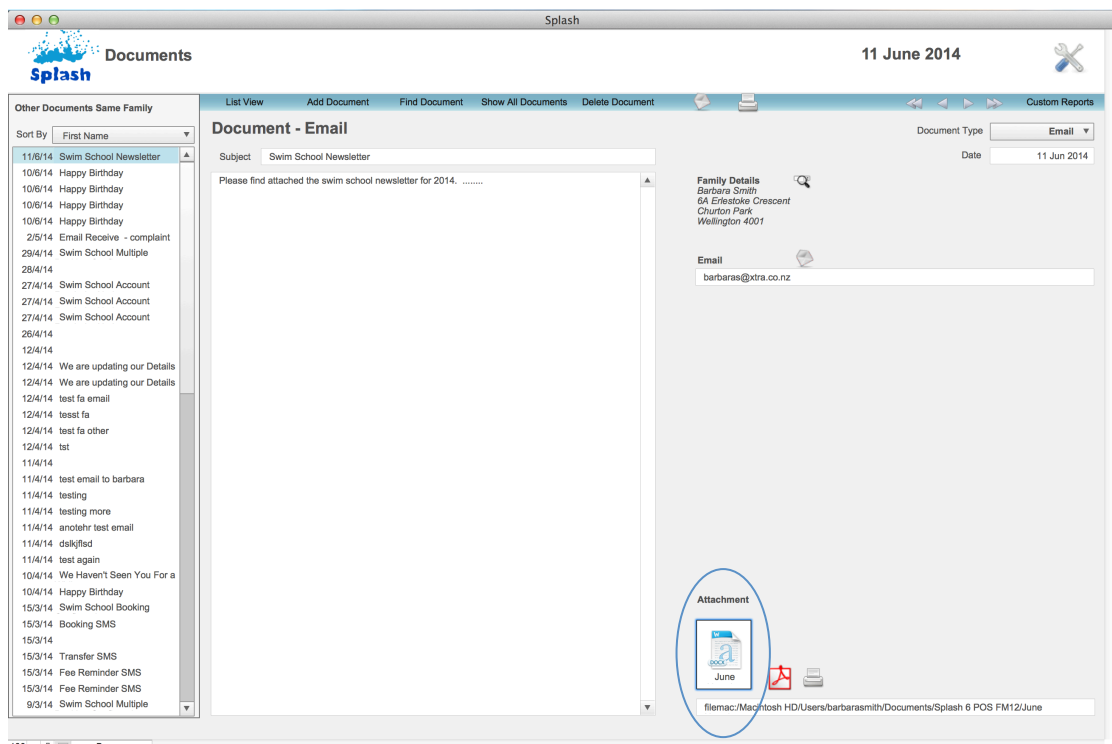 Splash
Documents
Splash
11 June 2014
Other Documents Same Family
Sort By First Name
11/6/14 Swim School Newsletter
10/6/14 Happy Birthday
10/6/14 Happy Birthday
10/6/14 Happy Birthday
10/6/14 Happy Birthday
2/5/14 Email Receive - complaint
29/4/14 Swim School Multiple
28/4/14
27/4/14 Swim School Account
27/4/14 Swim School Account
27/4/14 Swim School Account
26/4/14
12/4/14
12/4/14 We are updating our Details
12/4/14 We are updating our Details
12/4/14 test fa email
12/4/14 tesst fa
12/4/14 test fa other
12/4/14 tst
11/4/14
11/4/14 test email to barbara
11/4/14 testing
11/4/14 testing more
11/4/14 anotehr test email
11/4/14 dslkjflsd
11/4/14 test again
10/4/14 We Haven't Seen You For a
10/4/14 Happy Birthday
15/3/14 Swim School Booking
15/3/14 Booking SMS
15/3/14
15/3/14 Transfer SMS
15/3/14 Fee Reminder SMS
15/3/14 Fee Reminder SMS
9/3/14 Swim School Multiple
List View Add Document Find Document Show All Documents Delete Document Custom Reports
Document - Email
Document Type Email
Subject Swim School Newsletter
Date 11 Jun 2014
Please find attached the swim school newsletter for 2014. ........
Family Details
Barbara Smith
6A Erlestoke Crescent
Churton Park
Wellington 4001
Email
barbaras@xtra.co.nz
Attachment
W
a
DOCX
June
filemac:/Macintosh HD/Users/barbarasmith/Documents/Splash 6 POS FM12/June